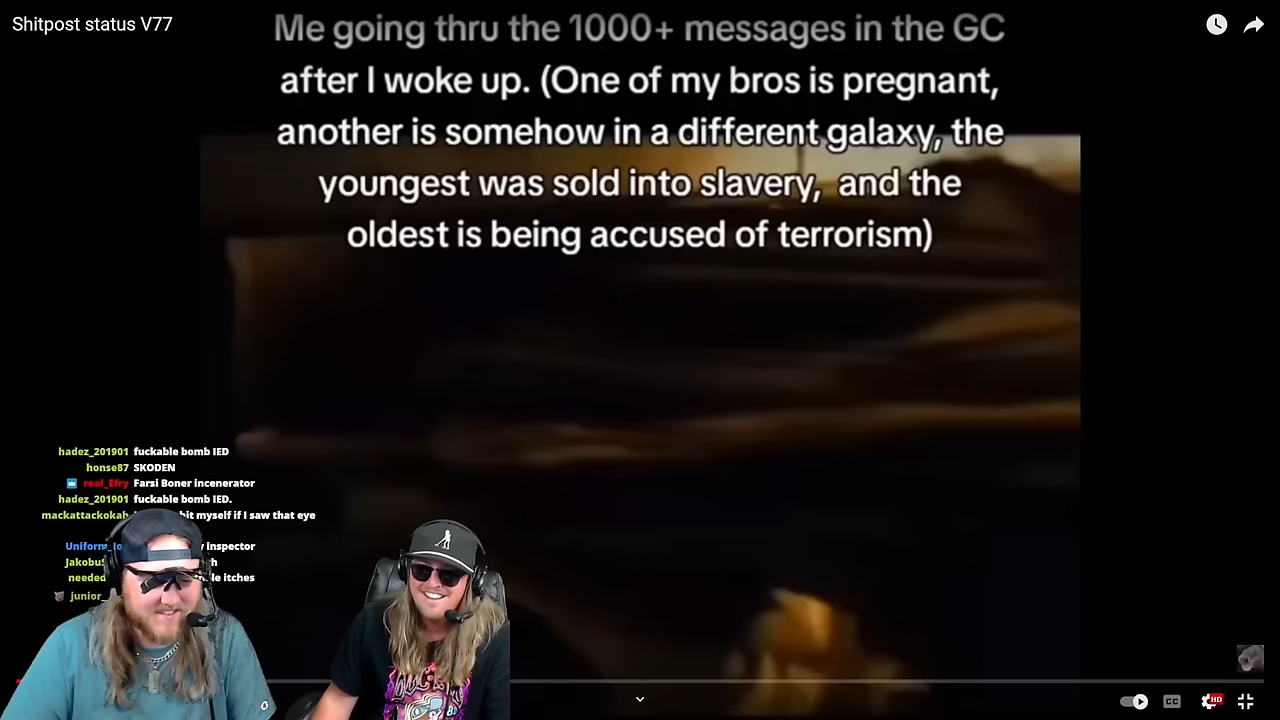 Shitpost status V77
Me going thru the 1000+ messages in the GC
after I woke up. (One of my bros is pregnant,
another is somehow in a different galaxy, the
youngest was sold into slavery, and the
oldest is being accused of terrorism)
hadez_201901 fuckable bomb IED
honse87 SKODEN
real_Efry Farsi Boner incenerator
hadez_201901 fuckable bomb IED.
mackattackokah myself if I saw that eye
inspector
itches
CC
HD